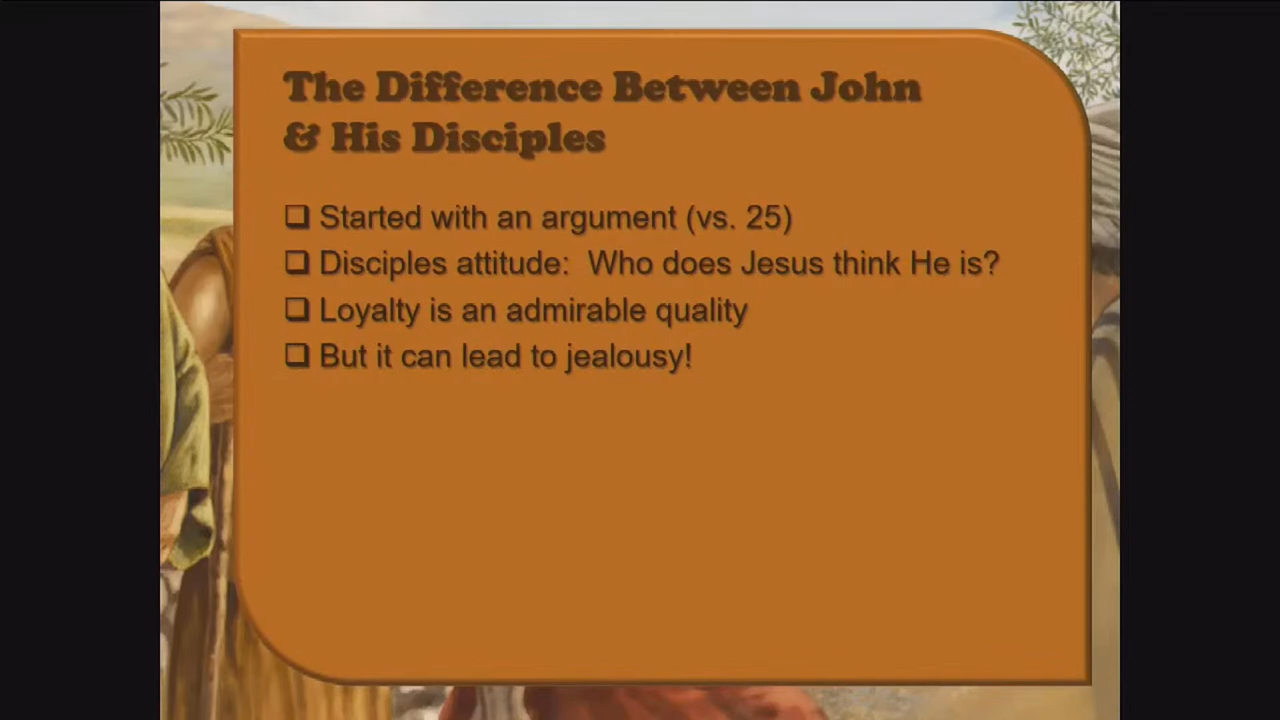 The Difference Between John
& His Disciples
❑ Started with an argument (vs. 25)
❑ Disciples attitude:  Who does Jesus think He is?
❑ Loyalty is an admirable quality
❑ But it can lead to jealousy!